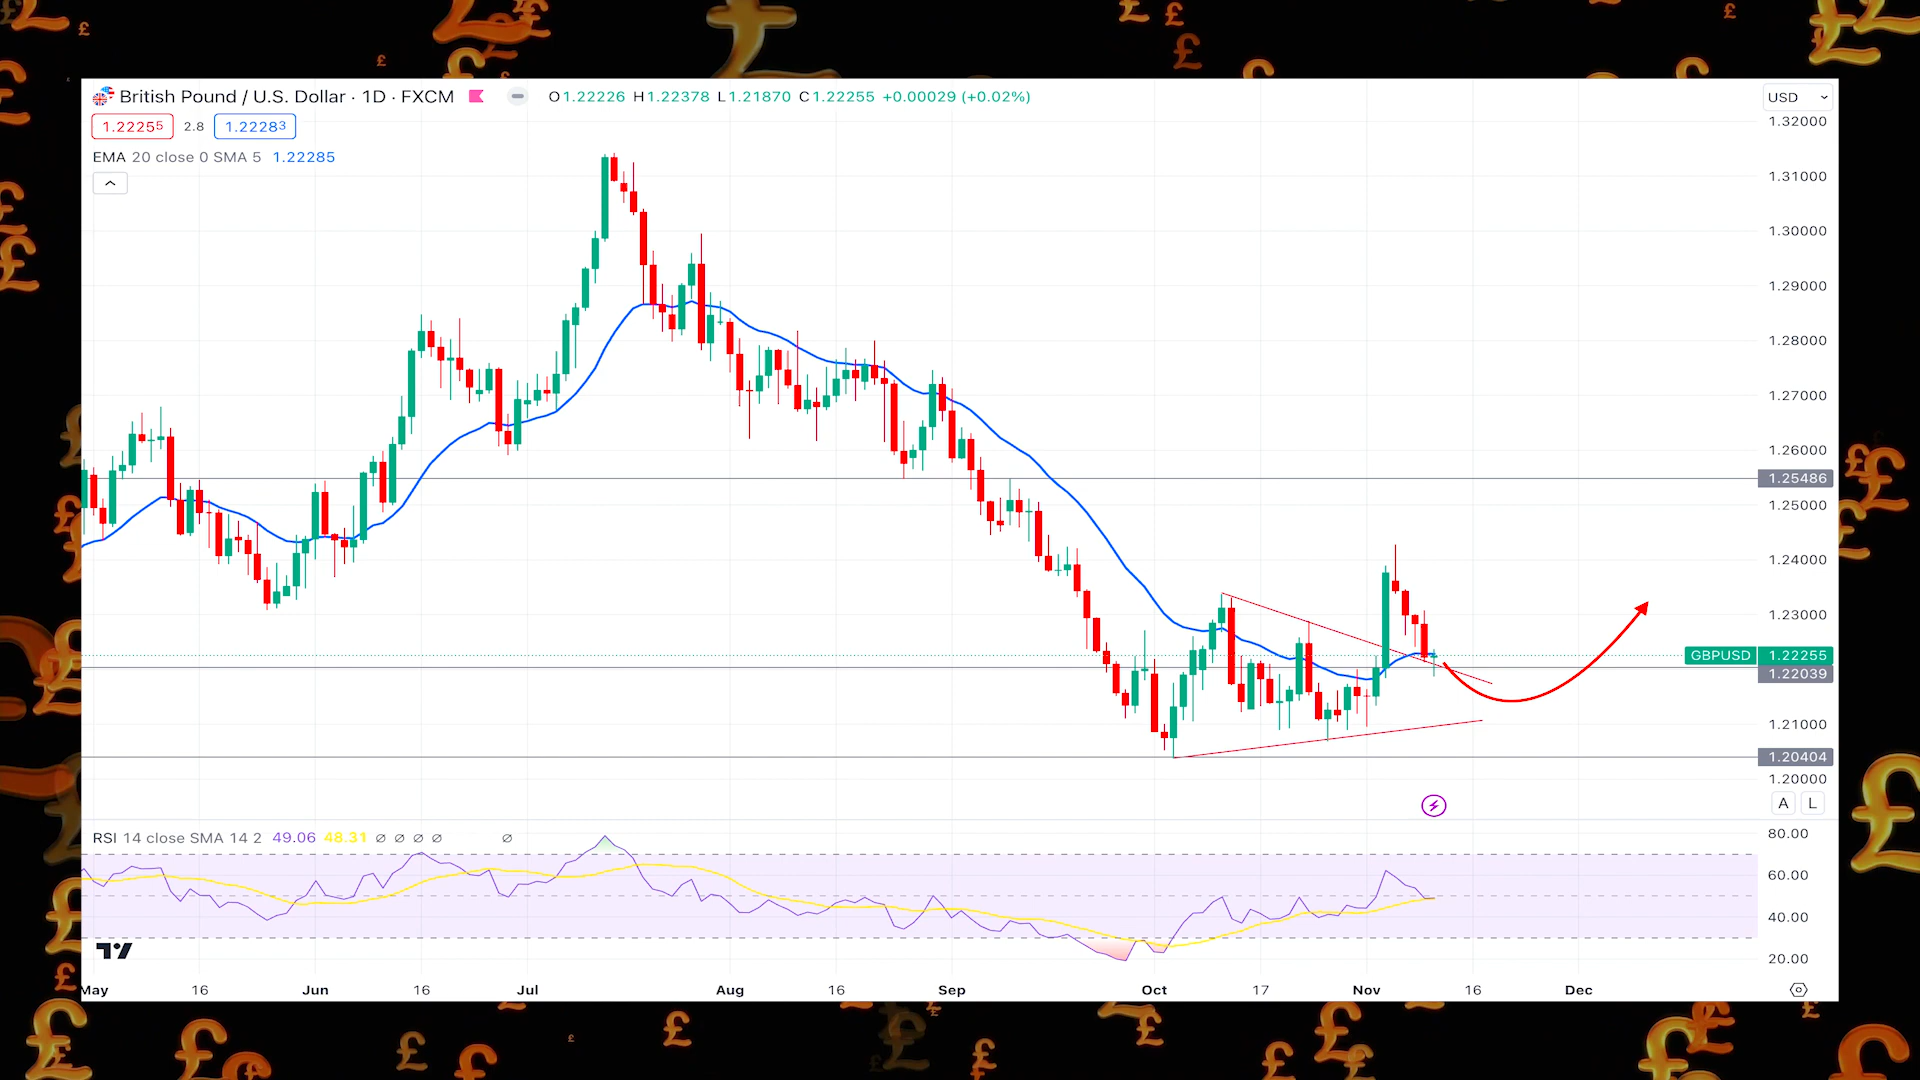 British Pound / U.S. Dollar · 1D · FXCM O1.22226 H1.22378 L1.21870 C1.22255 +0.00029 (+0.02%)
USD
1.22255 2.8 1.22283
EMA 20 close 0 SMA 5 1.22285
1.32000
1.31000
1.30000
1.29000
1.28000
1.27000
1.26000
1.25486
1.25000
1.24000
1.23000
GBPUSD 1.22255
1.22039
1.21000
1.20404
1.20000
A L
RSI 14 close SMA 14 2 49.06 48.31 ∅ ∅ ∅ ∅ ∅
80.00
60.00
40.00
20.00
May 16 Jun 16 Jul Aug 16 Sep Oct 17 Nov 16 Dec